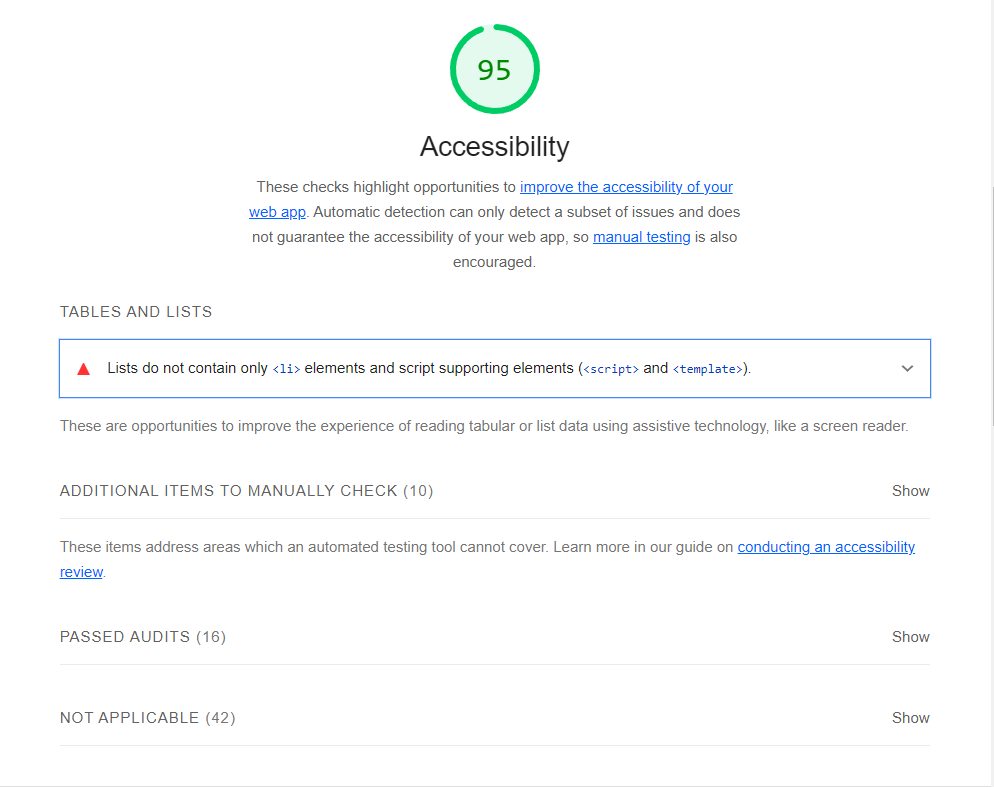 95
Accessibility
These checks highlight opportunities to improve the accessibility of your
web app. Automatic detection can only detect a subset of issues and does
not guarantee the accessibility of your web app, so manual testing is also
encouraged.
TABLES AND LISTS
Lists do not contain only <li> elements and script supporting elements (<script> and <template>).
These are opportunities to improve the experience of reading tabular or list data using assistive technology, like a screen reader.
ADDITIONAL ITEMS TO MANUALLY CHECK (10) Show
These items address areas which an automated testing tool cannot cover. Learn more in our guide on conducting an accessibility
review.
PASSED AUDITS (16) Show
NOT APPLICABLE (42) Show